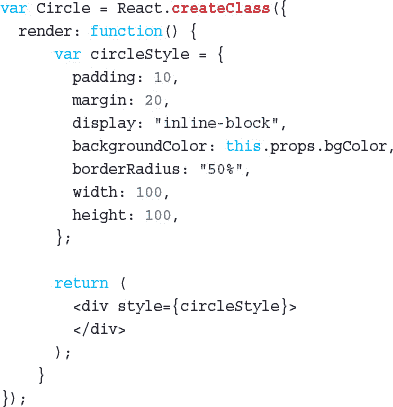 var Circle = React.createClass({
  render: function() {
      var circleStyle = {
        padding: 10,
        margin: 20,
        display: "inline-block",
        backgroundColor: this.props.bgColor,
        borderRadius: "50%",
        width: 100,
        height: 100,
      };

      return (
        <div style={circleStyle}>
        </div>
      );
    }
});